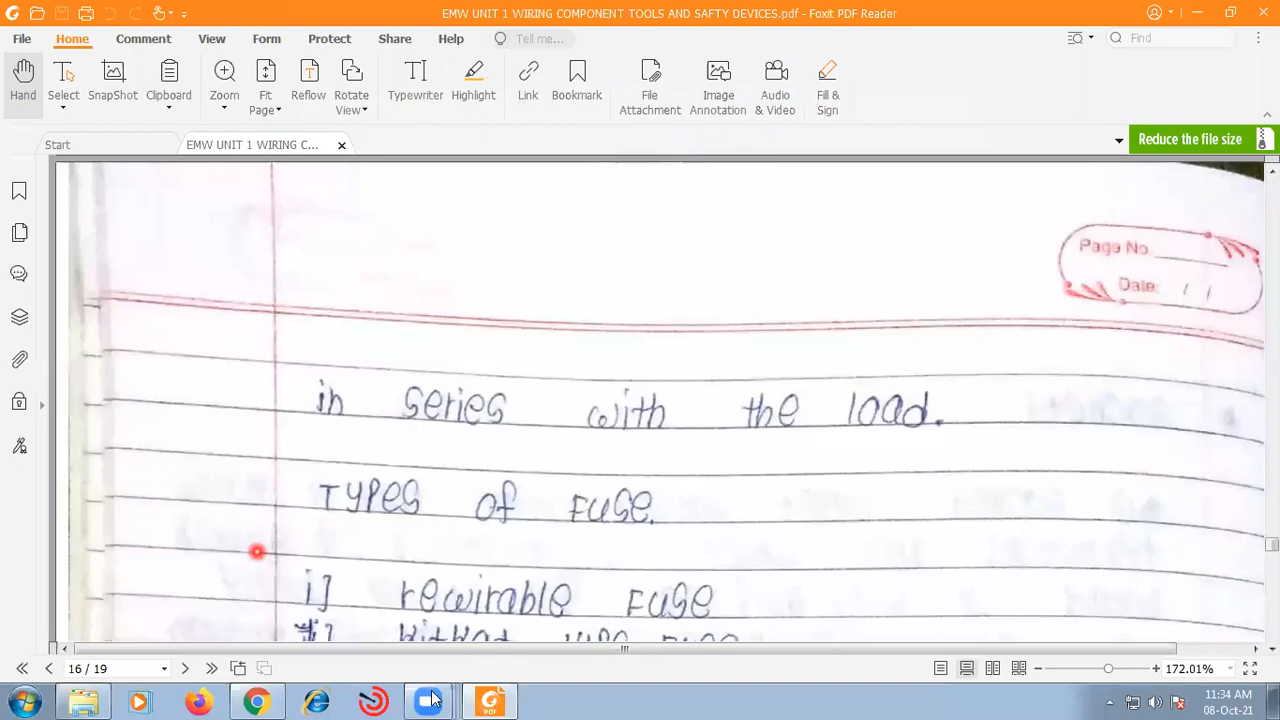 EMW UNIT 1 WIRING COMPONENT TOOLS AND SAFTY DEVICES.pdf - Foxit PDF Reader
File Home Comment View Form Protect Share Help Tell me... Find
Hand Select SnapShot Clipboard Zoom Fit Page Reflow Rotate View Typewriter Highlight Link Bookmark File Attachment Image Annotation Audio & Video Fill & Sign
Start EMW UNIT 1 WIRING C... Reduce the file size
Page No.
Date: / /
in series with the load.
Types of Fuse.
i] rewirable Fuse
16 / 19 172.01%
11:34 AM
08-Oct-21